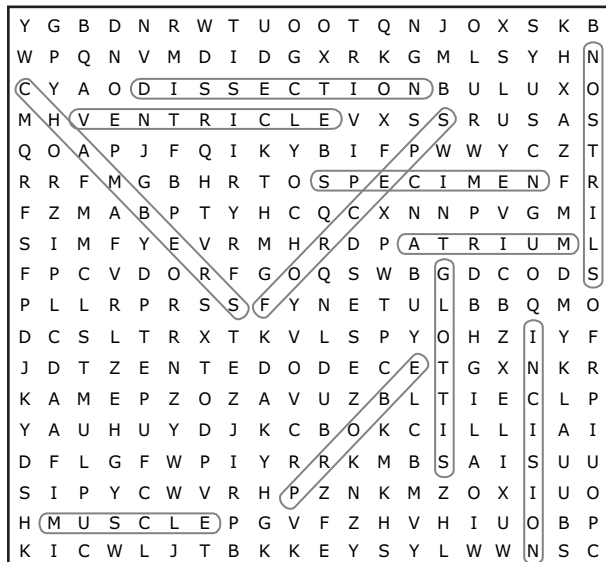 Y G B D N R W T U O O T Q N J O X S K B
W P Q N V M D I D G X R K G M L S Y H N
C Y A O D I S S E C T I O N B U L U X O
M H V E N T R I C L E V X S S R U S A S
Q O A P J F Q I K Y B I F P W W Y C Z T
R R F M G B H R T O S P E C I M E N F R
F Z M A B P T Y H C Q C X N N P V G M I
S I M F Y E V R M H R D P A T R I U M L
F P C V D O R F G O Q S W B G D C O D S
P L L R P R S S F Y N E T U L B B Q M O
D C S L T R X T K V L S P Y O H Z I Y F
J D T Z E N T E D O D E C E T G X N K R
K A M E P Z O Z A V U Z B L T I E C L P
Y A U H U Y D J K C B O K C I L L I A I
D F L G F W P I Y R R K M B S A I S U U
S I P Y C W V R H P Z N K M Z O X I U O
H M U S C L E P G V F Z H V H I U O B P
K I C W L J T B K K E Y S Y L W W N S C